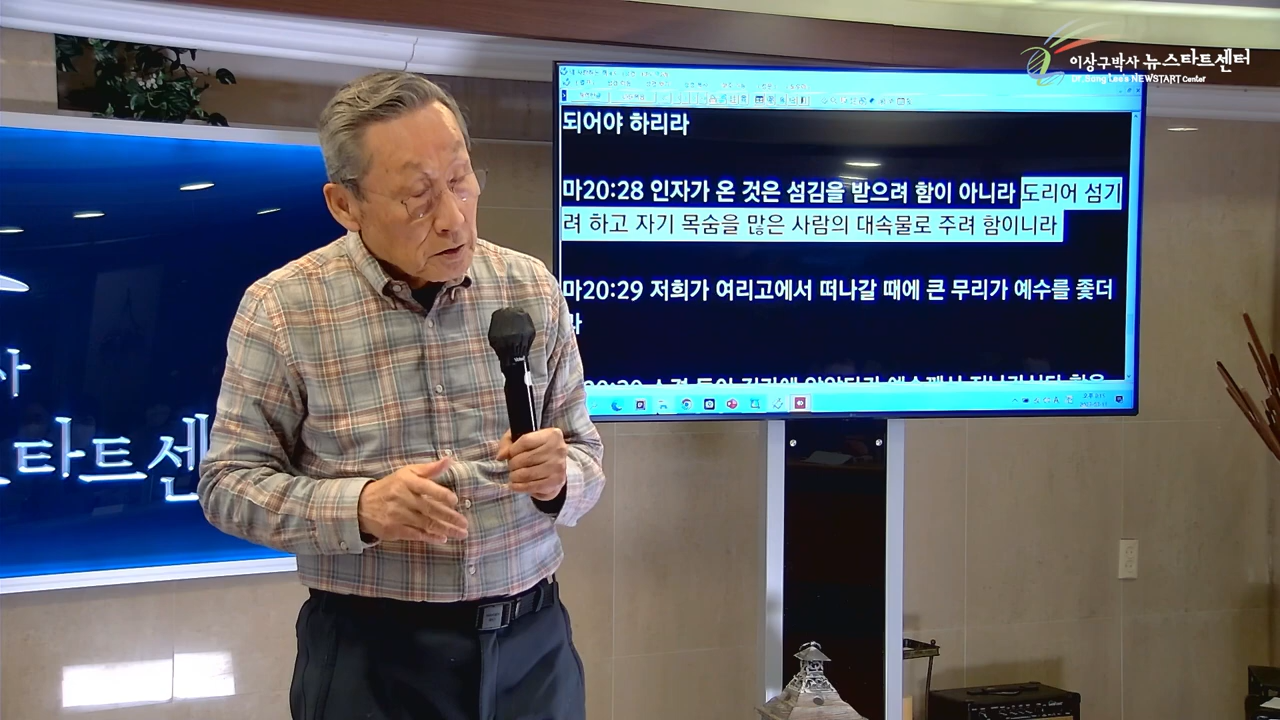 이상구박사 뉴스타트센터
Dr. Sang Lee's NEWSTART Center
되어야 하리라
마20:28 인자가 온 것은 섬김을 받으려 함이 아니라 도리어 섬기
려 하고 자기 목숨을 많은 사람의 대속물로 주려 함이니라
마20:29 저희가 여리고에서 떠나갈 때에 큰 무리가 예수를 좇더
라
사
스타트센